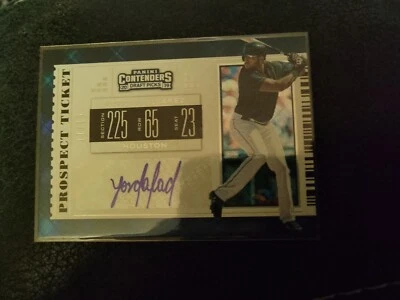 PANINI
CONTENDERS
DRAFT PICKS
PROSPECT TICKET
SECTION 225 ROW 65 SEAT 23
HOUSTON